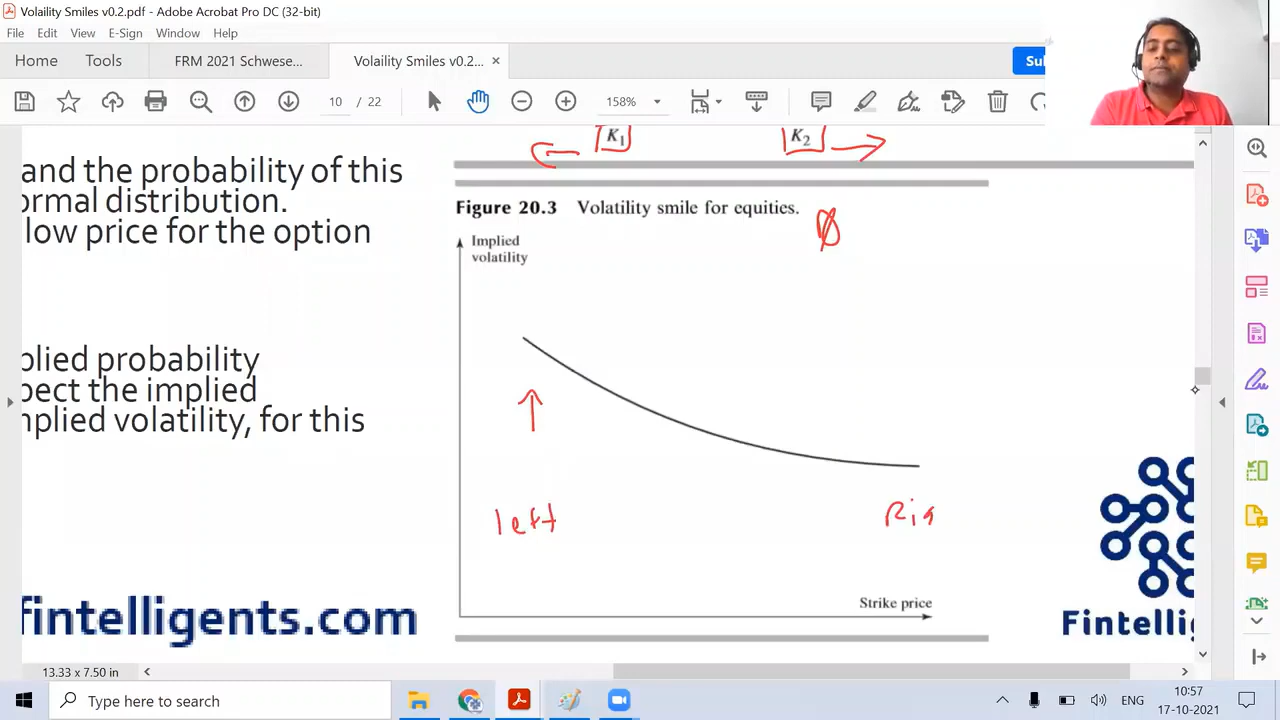 Volaility Smiles v0.2.pdf - Adobe Acrobat Pro DC (32-bit)
File Edit View E-Sign Window Help
Home Tools FRM 2021 Schwese... Volaility Smiles v0.2... × Su
10 / 22 158%
K1 K2
and the probability of this
ormal distribution.
low price for the option
plied probability
pect the implied
mplied volatility, for this
Figure 20.3 Volatility smile for equities.
Implied
volatility
left Rig
Strike price
fintelligents.com
Fintellig
13.33 x 7.50 in
Type here to search
ENG
10:57
17-10-2021